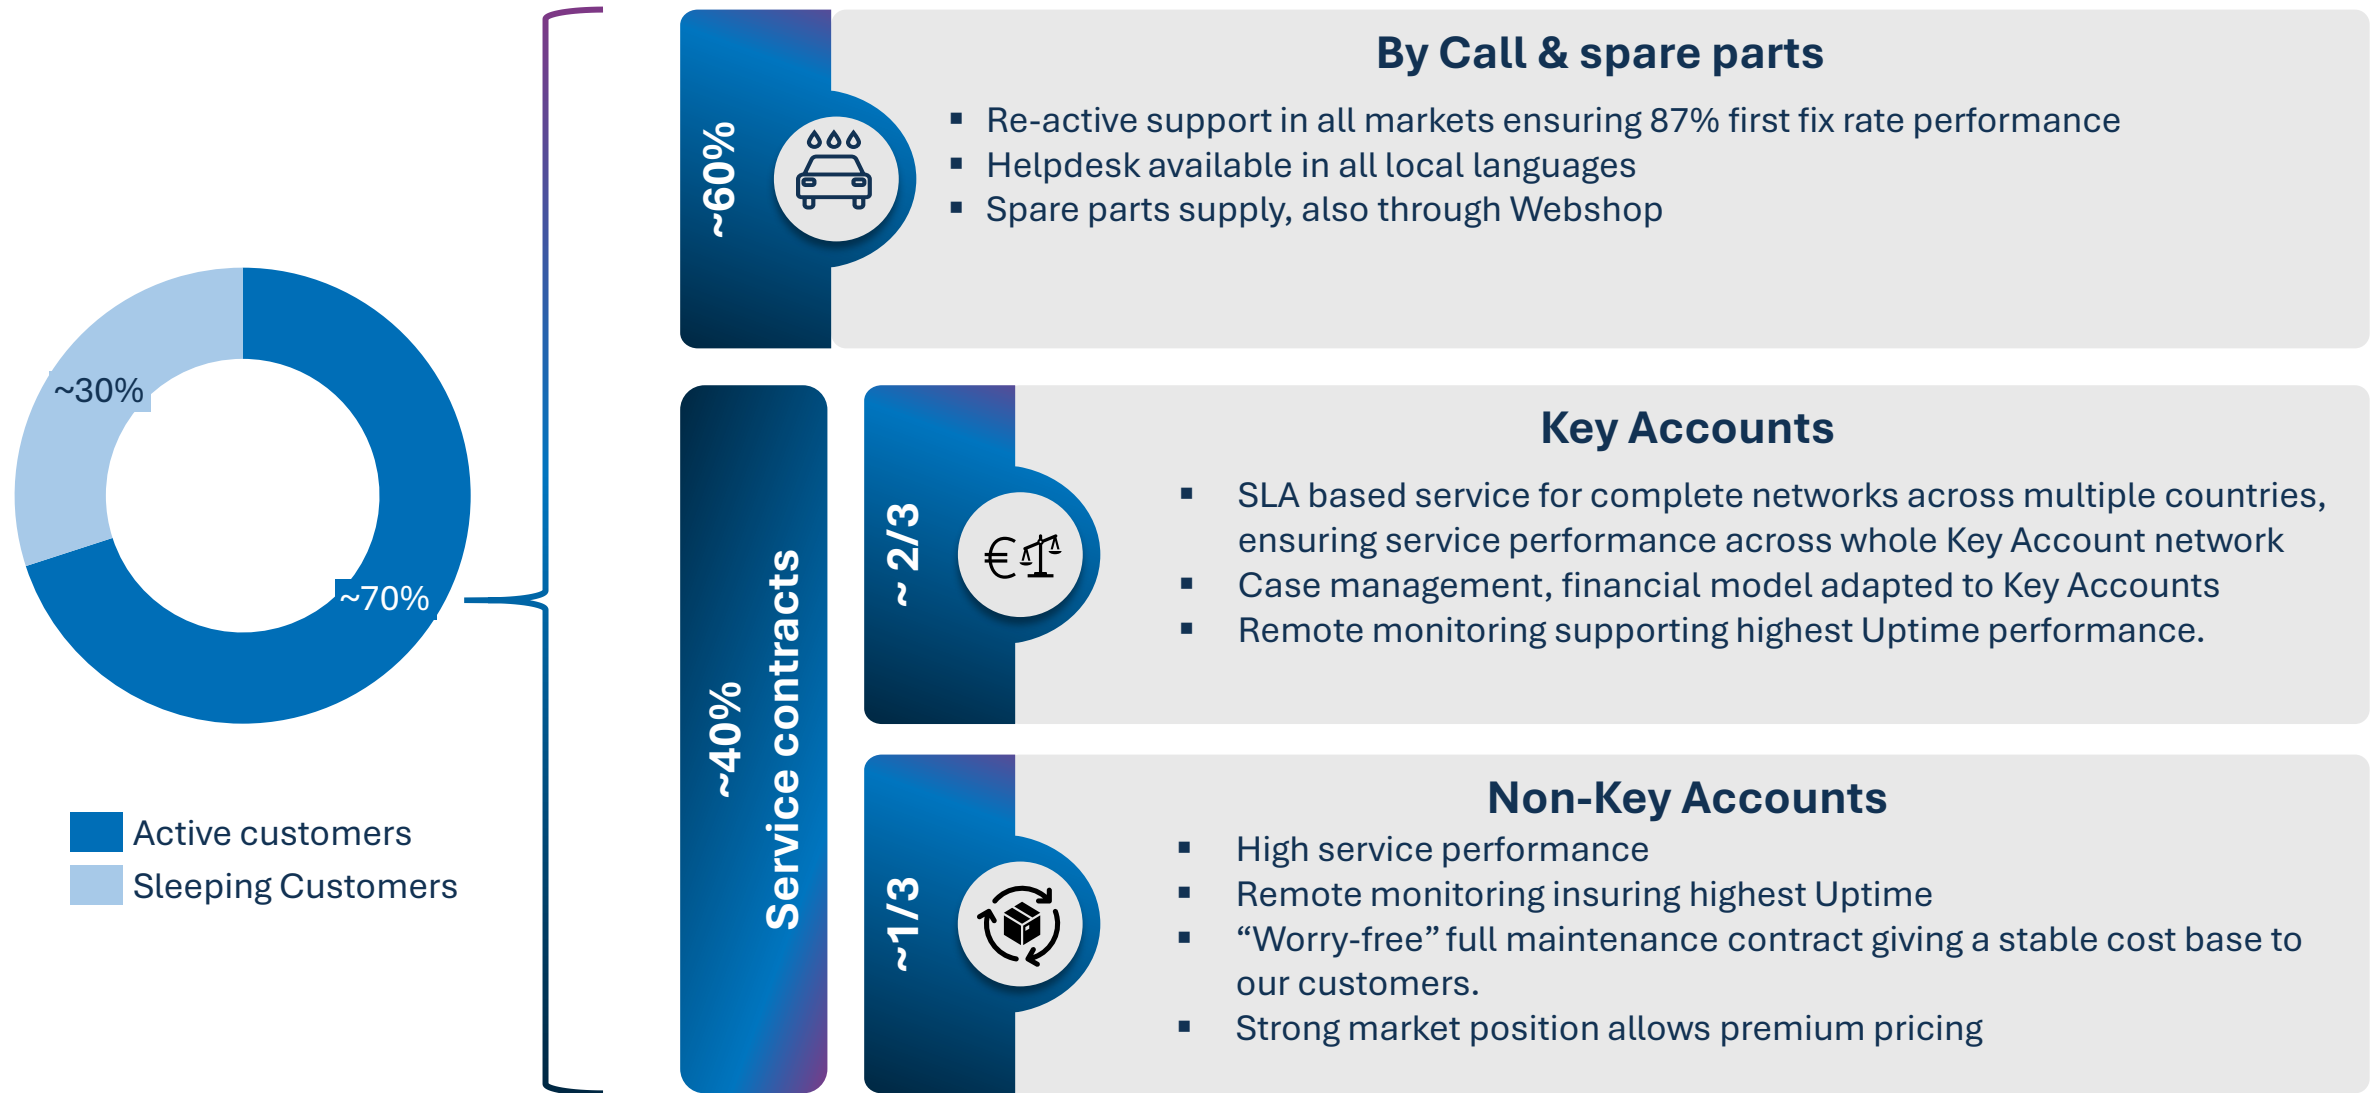 ~30%
~70%
Active customers
Sleeping Customers
~60%
By Call & spare parts
▪ Re-active support in all markets ensuring 87% first fix rate performance
▪ Helpdesk available in all local languages
▪ Spare parts supply, also through Webshop
~40%
Service contracts
~ 2/3
Key Accounts
▪ SLA based service for complete networks across multiple countries,
ensuring service performance across whole Key Account network
▪ Case management, financial model adapted to Key Accounts
▪ Remote monitoring supporting highest Uptime performance.
~1/3
Non-Key Accounts
▪ High service performance
▪ Remote monitoring insuring highest Uptime
▪ “Worry-free” full maintenance contract giving a stable cost base to
our customers.
▪ Strong market position allows premium pricing